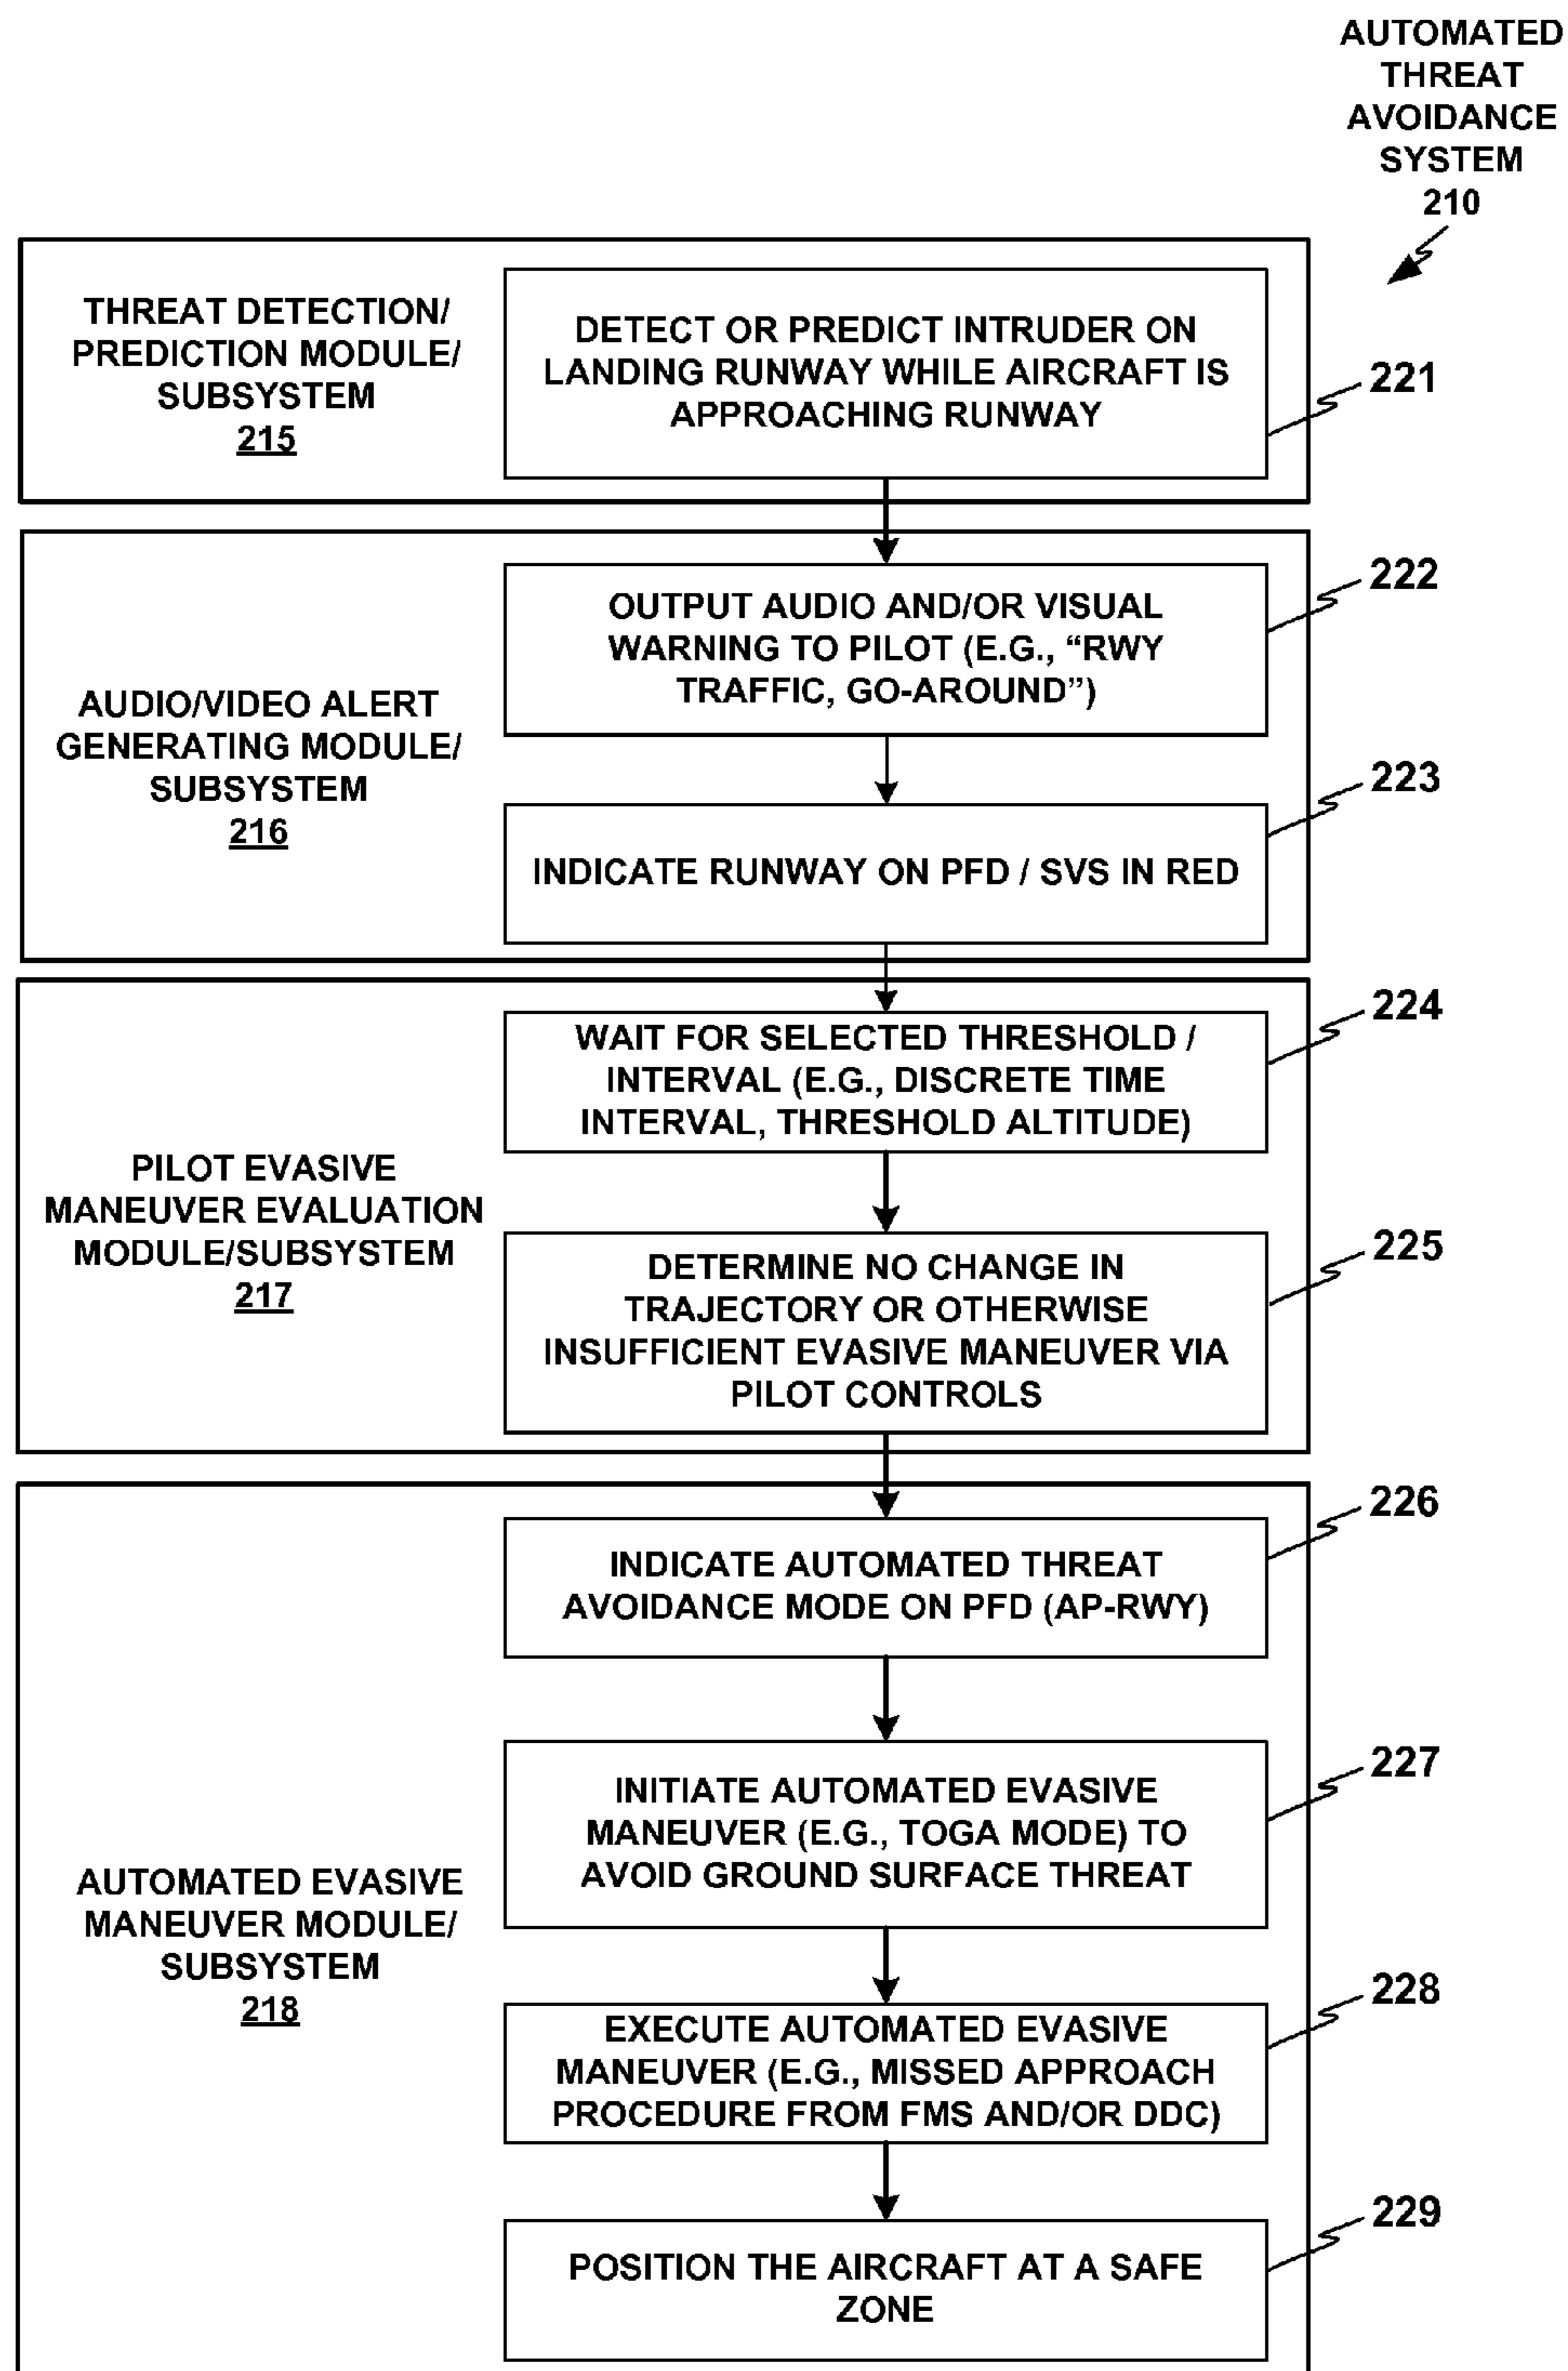 AUTOMATED
THREAT
AVOIDANCE
SYSTEM
210
THREAT DETECTION/
PREDICTION MODULE/
SUBSYSTEM
215
DETECT OR PREDICT INTRUDER ON
LANDING RUNWAY WHILE AIRCRAFT IS
APPROACHING RUNWAY
221
AUDIO/VIDEO ALERT
GENERATING MODULE/
SUBSYSTEM
216
OUTPUT AUDIO AND/OR VISUAL
WARNING TO PILOT (E.G., “RWY
TRAFFIC, GO-AROUND”)
222
INDICATE RUNWAY ON PFD / SVS IN RED
223
PILOT EVASIVE
MANEUVER EVALUATION
MODULE/SUBSYSTEM
217
WAIT FOR SELECTED THRESHOLD /
INTERVAL (E.G., DISCRETE TIME
INTERVAL, THRESHOLD ALTITUDE)
224
DETERMINE NO CHANGE IN
TRAJECTORY OR OTHERWISE
INSUFFICIENT EVASIVE MANEUVER VIA
PILOT CONTROLS
225
AUTOMATED EVASIVE
MANEUVER MODULE/
SUBSYSTEM
218
INDICATE AUTOMATED THREAT
AVOIDANCE MODE ON PFD (AP-RWY)
226
INITIATE AUTOMATED EVASIVE
MANEUVER (E.G., TOGA MODE) TO
AVOID GROUND SURFACE THREAT
227
EXECUTE AUTOMATED EVASIVE
MANEUVER (E.G., MISSED APPROACH
PROCEDURE FROM FMS AND/OR DDC)
228
POSITION THE AIRCRAFT AT A SAFE
ZONE
229